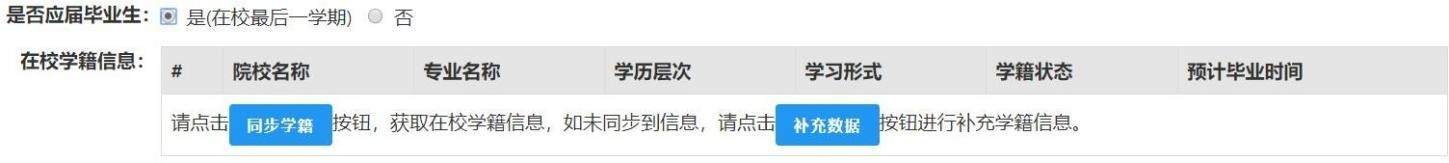 是否应届毕业生: 是(在校最后一学期) 否
在校学籍信息: # 院校名称 专业名称 学历层次 学习形式 学籍状态 预计毕业时间
请点击 同步学籍 按钮，获取在校学籍信息，如未同步到信息，请点击 补充数据 按钮进行补充学籍信息。